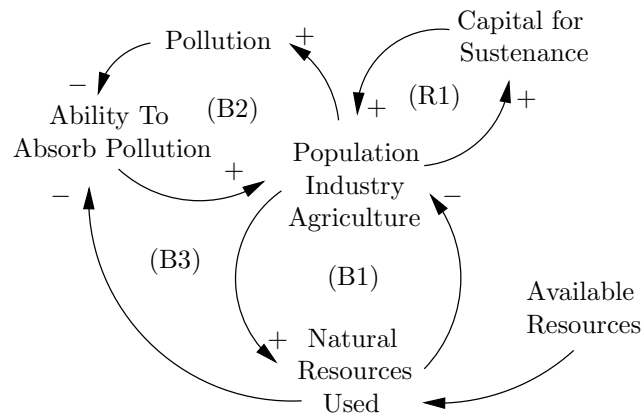 Pollution
+
Capital for
Sustenance
−
+
(R1)
+
(B2)
Ability To
Absorb Pollution
+
Population
Industry
Agriculture
−
−
(B3)
(B1)
Available
Resources
+
Natural
Resources
Used